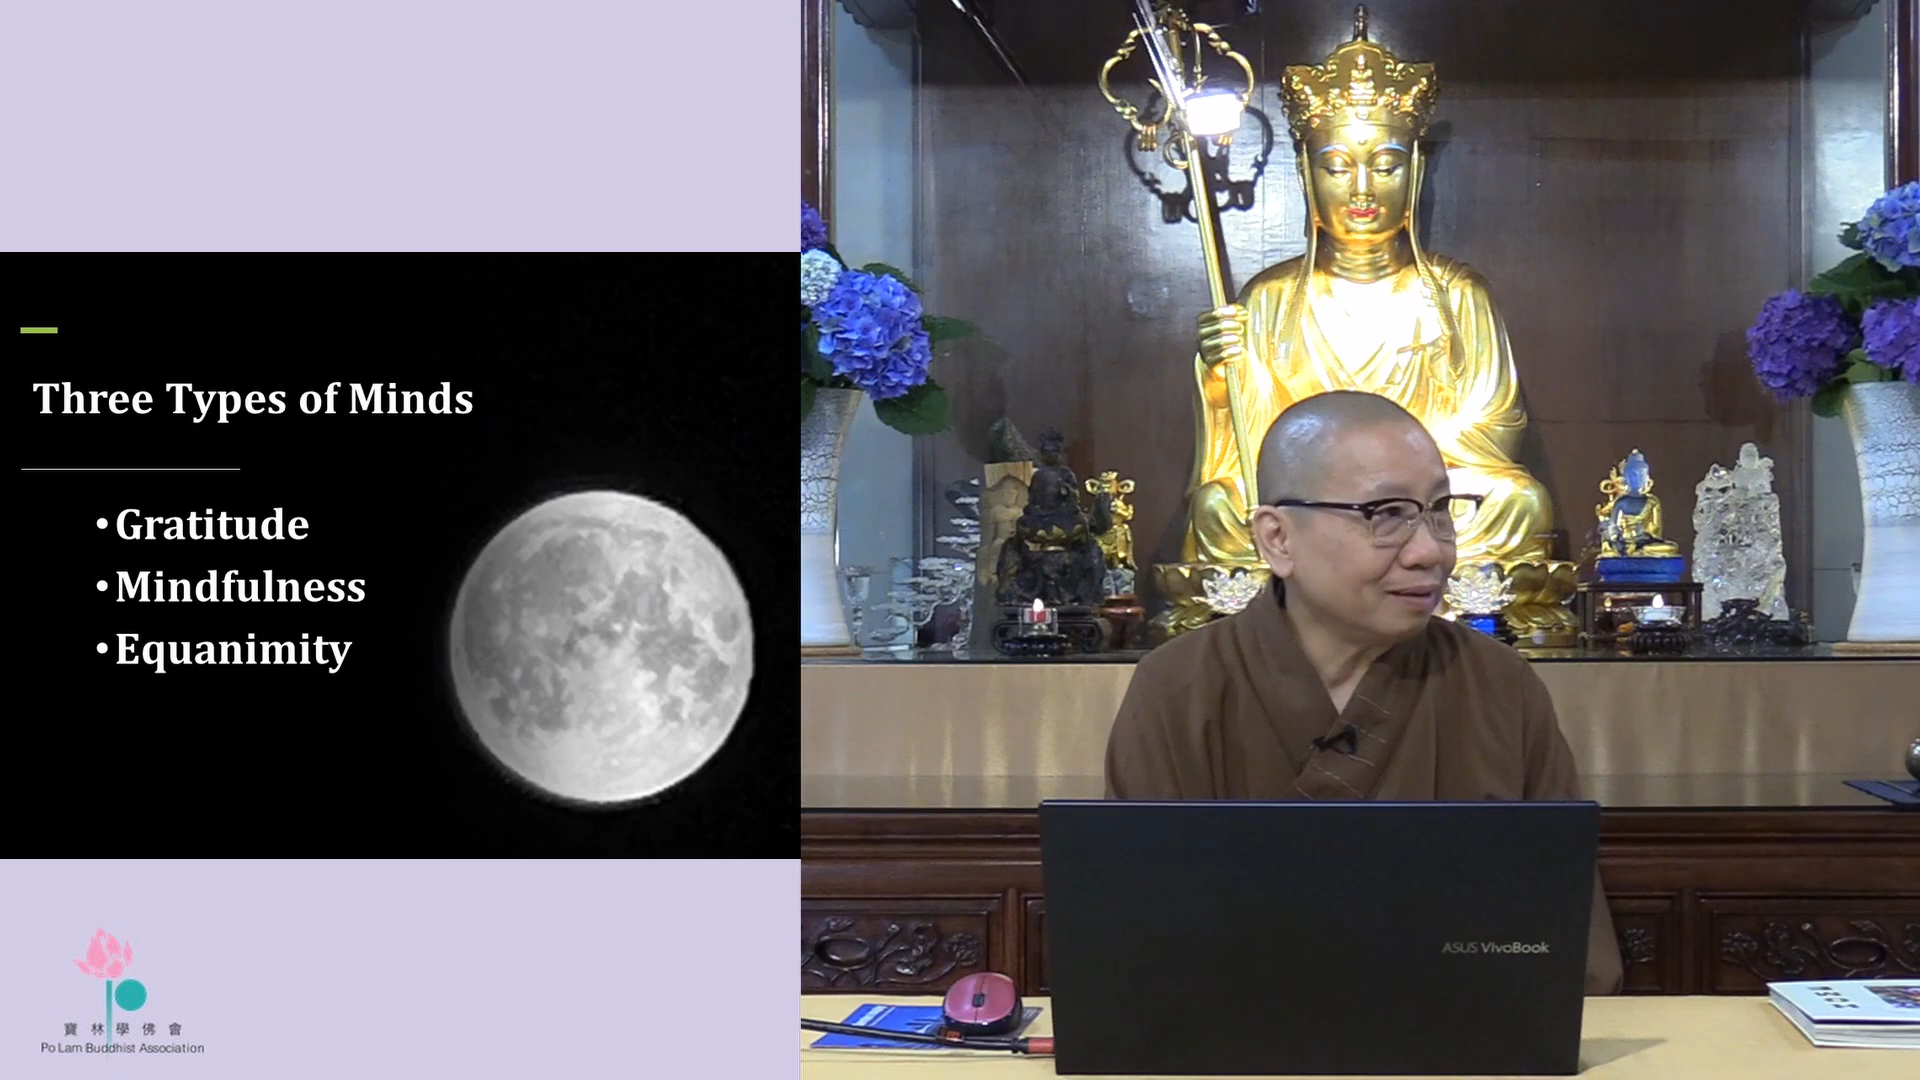 Three Types of Minds
• Gratitude
• Mindfulness
• Equanimity
寶林學佛會
Po Lam Buddhist Association
ASUS VivoBook